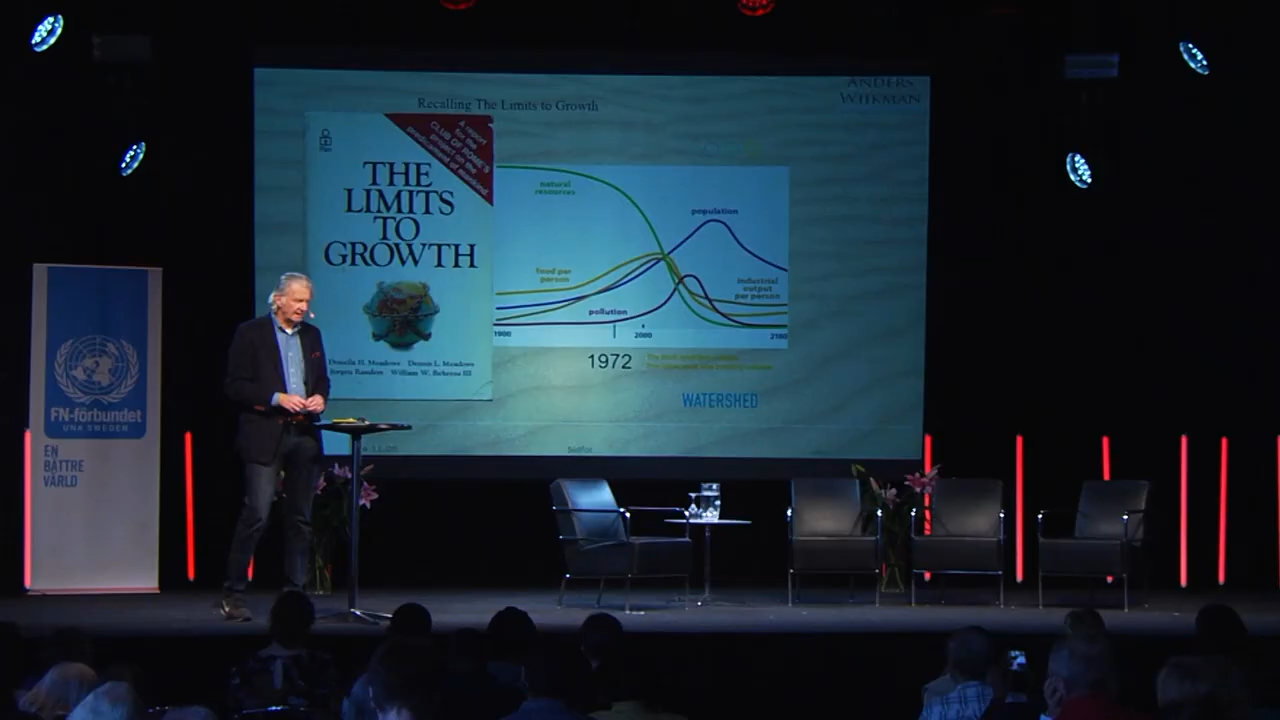 ANDERS
WIJKMAN
Recalling The Limits to Growth
A report
for the
CLUB OF ROME'S
project on the
predicament of mankind
Pan
THE
LIMITS
TO
GROWTH
Donella H. Meadows Dennis L. Meadows
Jorgen Randers William W. Behrens III
natural
resources
population
food per
person
industrial
output
per person
pollution
1900
2000
2100
1972
WATERSHED
FN-förbundet
UNA SWEDEN
EN
BÄTTRE
VÄRLD